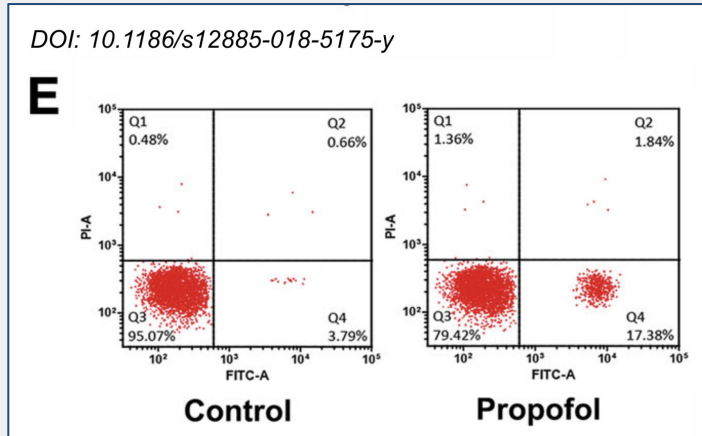 DOI: 10.1186/s12885-018-5175-y
E
10⁵
Q1
0.48%
Q2
0.66%
10⁴
PI-A
10³
10²
Q3
95.07%
Q4
3.79%
10² 10³ 10⁴ 10⁵
FITC-A
Control
10⁵
Q1
1.36%
Q2
1.84%
10⁴
PI-A
10³
10²
Q3
79.42%
Q4
17.38%
10² 10³ 10⁴ 10⁵
FITC-A
Propofol